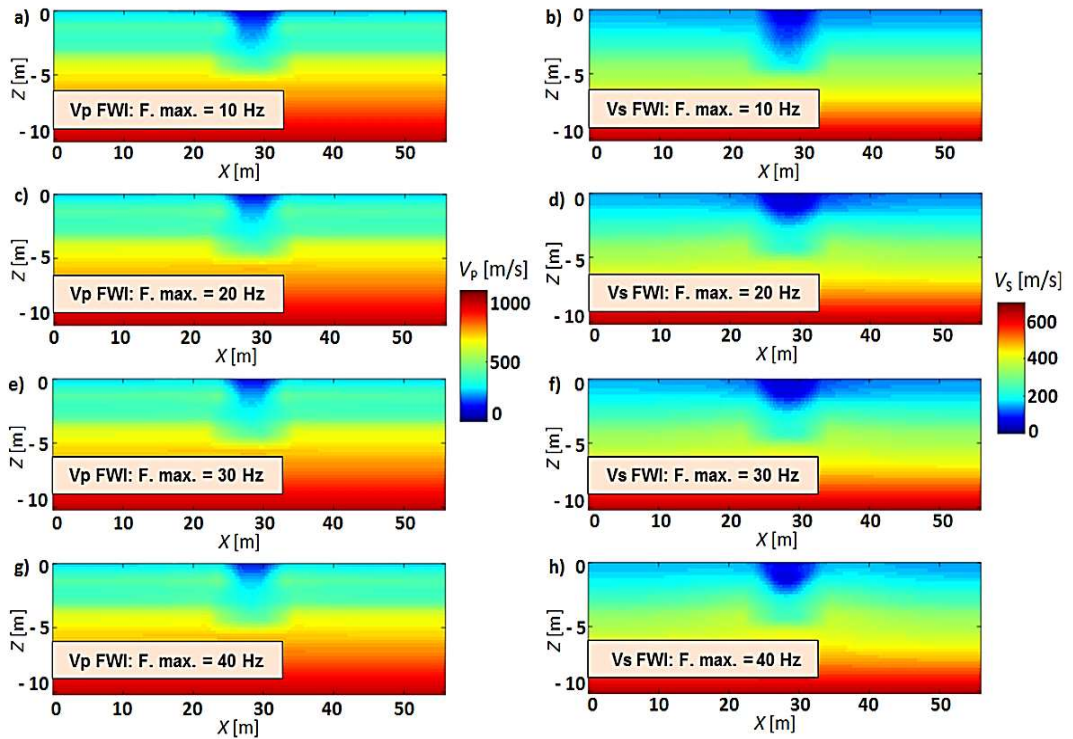 a)
0
Z [m]
- 5
- 10
Vp FWI: F. max. = 10 Hz
0 10 20 30 40 50
X [m]
b)
0
Z [m]
- 5
- 10
Vs FWI: F. max. = 10 Hz
0 10 20 30 40 50
X [m]
c)
0
Z [m]
- 5
- 10
Vp FWI: F. max. = 20 Hz
0 10 20 30 40 50
X [m]
VP [m/s]
1000
500
0
d)
0
Z [m]
- 5
- 10
Vs FWI: F. max. = 20 Hz
0 10 20 30 40 50
X [m]
VS [m/s]
600
400
200
0
e)
0
Z [m]
- 5
- 10
Vp FWI: F. max. = 30 Hz
0 10 20 30 40 50
X [m]
f)
0
Z [m]
- 5
- 10
Vs FWI: F. max. = 30 Hz
0 10 20 30 40 50
X [m]
g)
0
Z [m]
- 5
- 10
Vp FWI: F. max. = 40 Hz
0 10 20 30 40 50
X [m]
h)
0
Z [m]
- 5
- 10
Vs FWI: F. max. = 40 Hz
0 10 20 30 40 50
X [m]